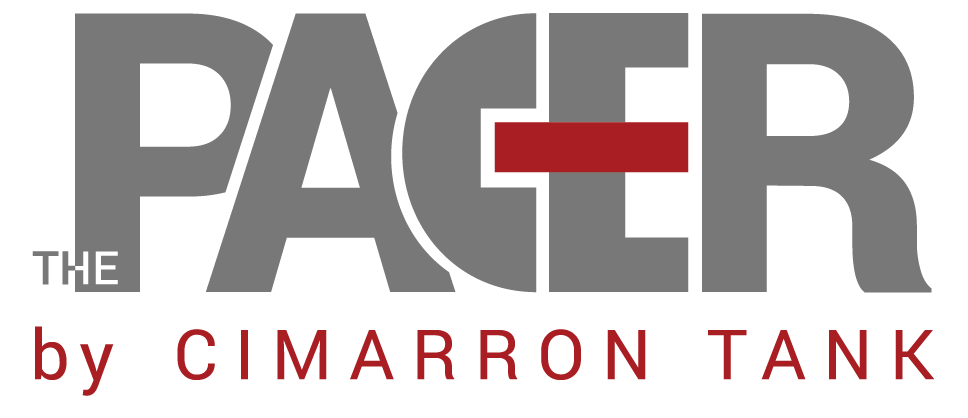 THE PACER
by CIMARRON TANK